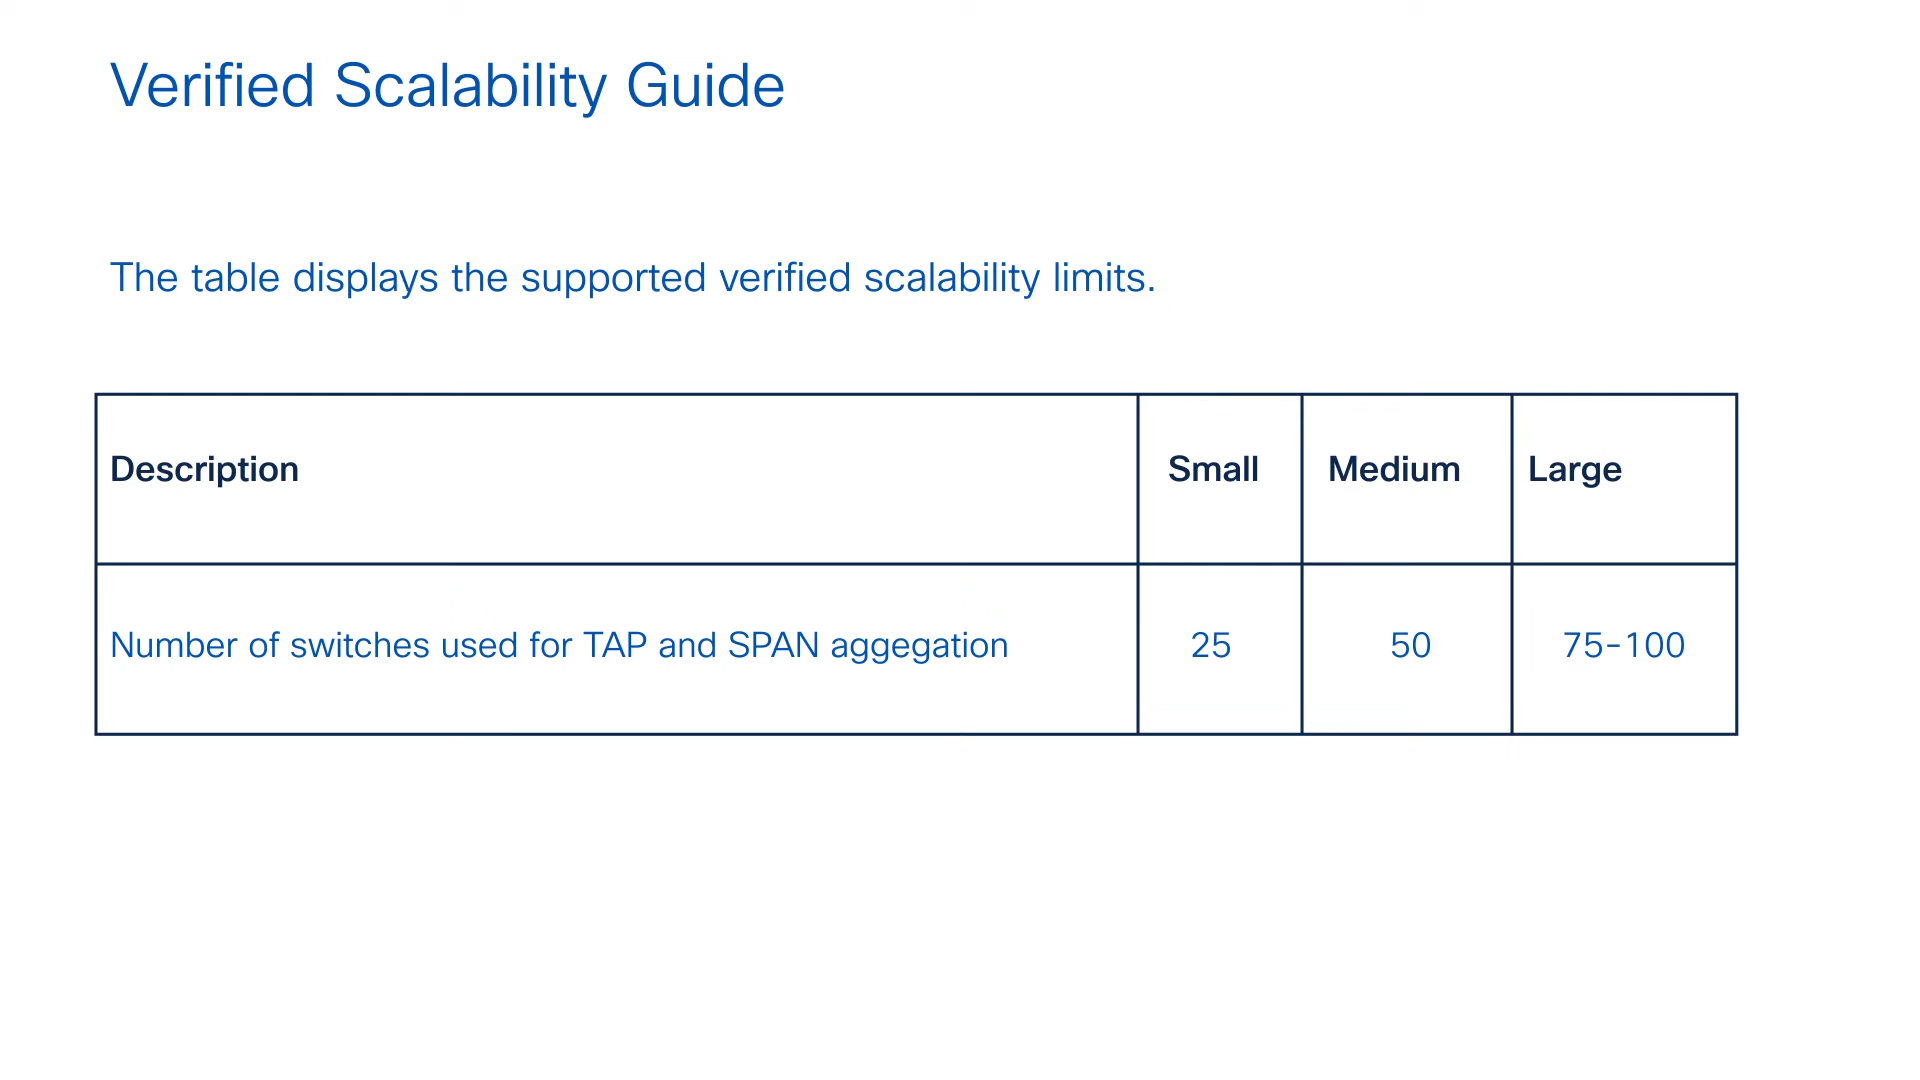 Verified Scalability Guide
The table displays the supported verified scalability limits.
Description Small Medium Large
Number of switches used for TAP and SPAN aggegation 25 50 75-100